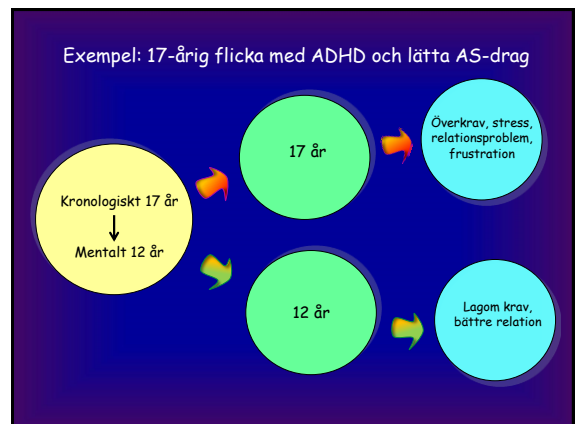 Exempel: 17-årig flicka med ADHD och lätta AS-drag
Kronologiskt 17 år
Mentalt 12 år
17 år
Överkrav, stress,
relationsproblem,
frustration
12 år
Lagom krav,
bättre relation